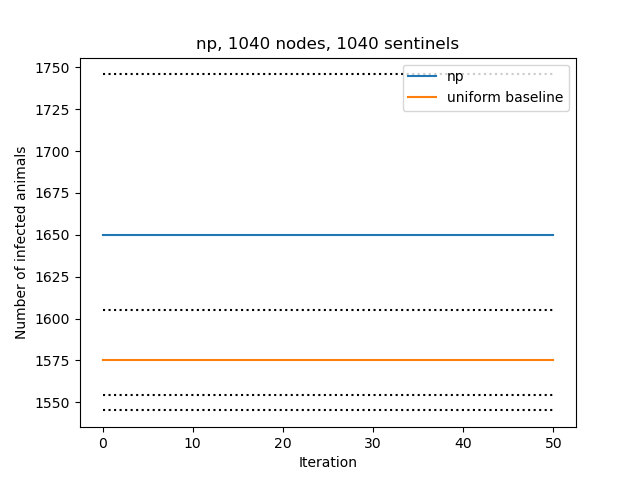 np, 1040 nodes, 1040 sentinels
np
uniform baseline
Number of infected animals
1750
1725
1700
1675
1650
1625
1600
1575
1550
0 10 20 30 40 50
Iteration